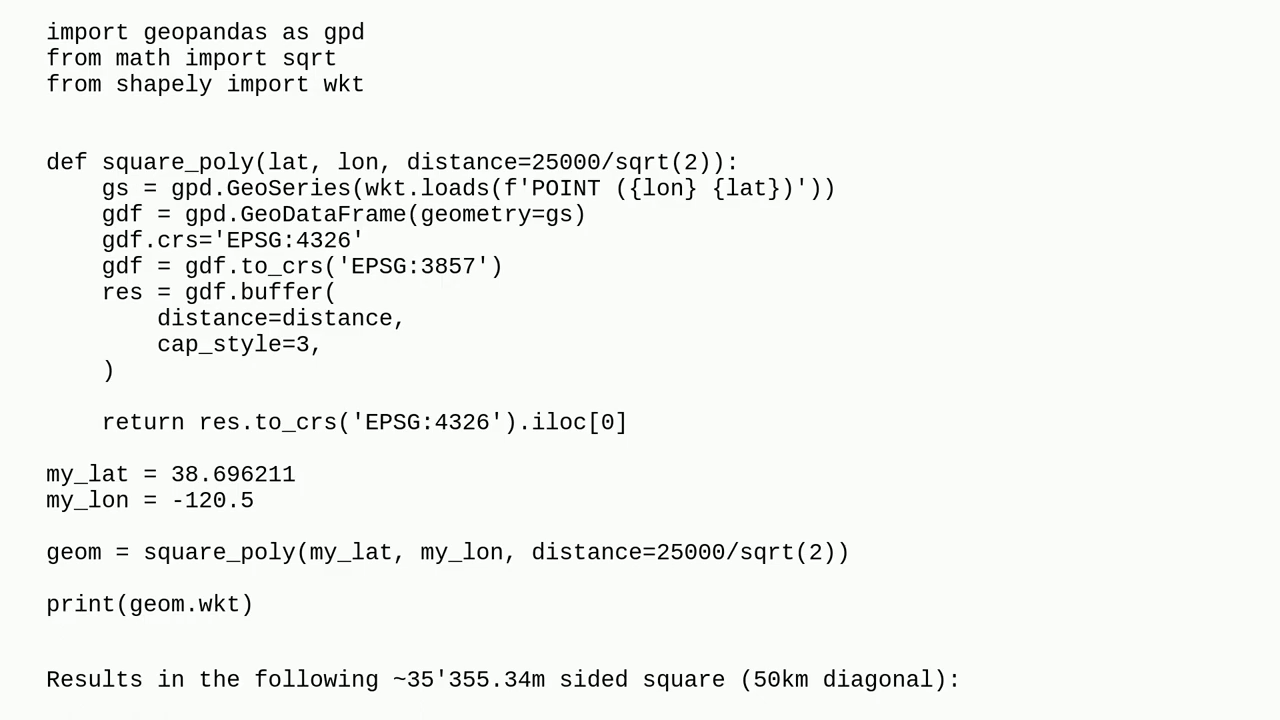 import geopandas as gpd
from math import sqrt
from shapely import wkt
def square_poly(lat, lon, distance=25000/sqrt(2)):
    gs = gpd.GeoSeries(wkt.loads(f'POINT ({lon} {lat})'))
    gdf = gpd.GeoDataFrame(geometry=gs)
    gdf.crs='EPSG:4326'
    gdf = gdf.to_crs('EPSG:3857')
    res = gdf.buffer(
        distance=distance,
        cap_style=3,
    )
    return res.to_crs('EPSG:4326').iloc[0]
my_lat = 38.696211
my_lon = -120.5
geom = square_poly(my_lat, my_lon, distance=25000/sqrt(2))
print(geom.wkt)
Results in the following ~35'355.34m sided square (50km diagonal):